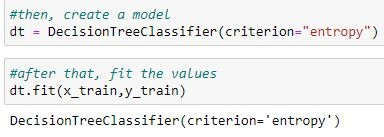 #then, create a model
dt = DecisionTreeClassifier(criterion="entropy")
#after that, fit the values
dt.fit(x_train,y_train)
DecisionTreeClassifier(criterion='entropy')